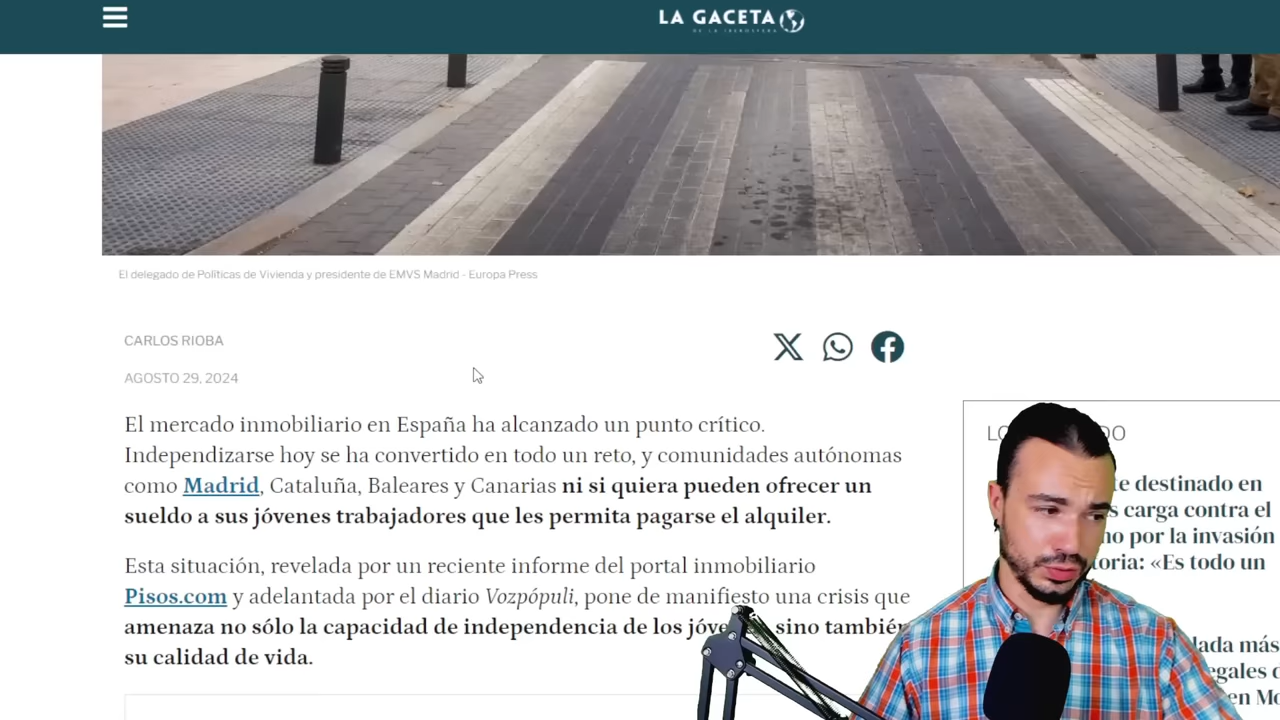 LA GACETA
DE LA IBEROSFERA
El delegado de Políticas de Vivienda y presidente de EMVS Madrid - Europa Press
CARLOS RIOBA
AGOSTO 29, 2024
El mercado inmobiliario en España ha alcanzado un punto crítico.
Independizarse hoy se ha convertido en todo un reto, y comunidades autónomas
como Madrid, Cataluña, Baleares y Canarias ni si quiera pueden ofrecer un
sueldo a sus jóvenes trabajadores que les permita pagarse el alquiler.
Esta situación, revelada por un reciente informe del portal inmobiliario
Pisos.com y adelantada por el diario Vozpópuli, pone de manifiesto una crisis que
amenaza no sólo la capacidad de independencia de los sino también
su calidad de vida.
destinado en
carga contra el
por la invasión
«Es todo un
más